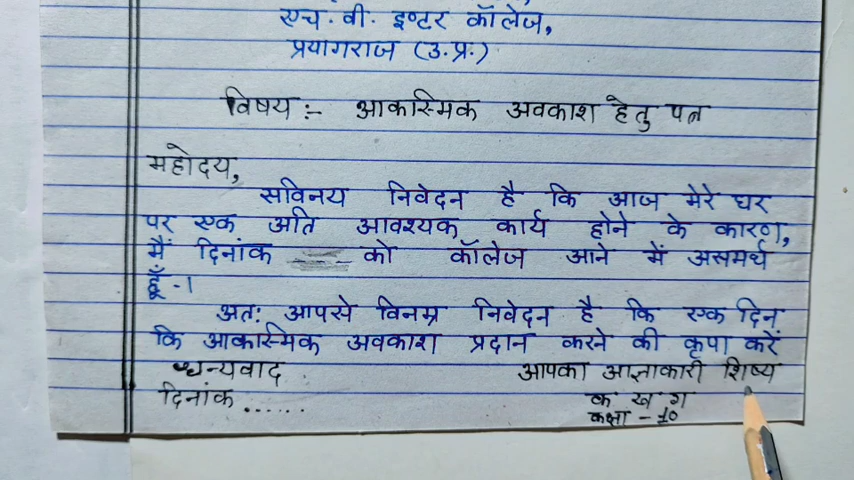 एच. वी. इण्टर कॉलेज,
प्रयागराज (उ.प्र.)
विषय :- आकस्मिक अवकाश हेतु पत्र
महोदय,
सविनय निवेदन है कि आज मेरे घर
पर एक अति आवश्यक कार्य होने के कारण,
मैं दिनांक ____ को कॉलेज आने में असमर्थ
हूँ -।
अतः आपसे विनम्र निवेदन है कि एक दिन
कि आकस्मिक अवकाश प्रदान करने की कृपा करें
धन्यवाद आपका आज्ञाकारी शिष्य
दिनांक ...... क ख ग
कक्षा - 10